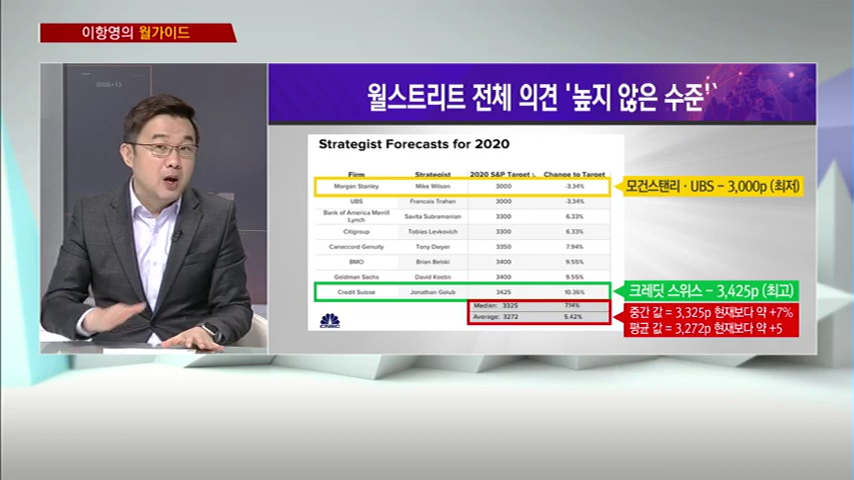 이항영의 월가이드
월스트리트 전체 의견 '높지 않은 수준'`
Strategist Forecasts for 2020
Firm Strategist 2020 S&P Target Change to Target
Morgan Stanley Mike Wilson 3000 -3.34%
UBS Francois Trahan 3000 -3.34%
Bank of America Merrill Lynch Savita Subramanian 3300 6.33%
Citigroup Tobias Levkovich 3300 6.33%
Canaccord Genuity Tony Dwyer 3350 7.94%
BMO Brian Belski 3400 9.55%
Goldman Sachs David Kostin 3400 9.55%
Credit Suisse Jonathan Golub 3425 10.36%
Median: 3325 7.14%
Average: 3272 5.42%
CNBC
모건스탠리 · UBS - 3,000p (최저)
크레딧 스위스 - 3,425p (최고)
중간 값 = 3,325p 현재보다 약 +7%
평균 값 = 3,272p 현재보다 약 +5